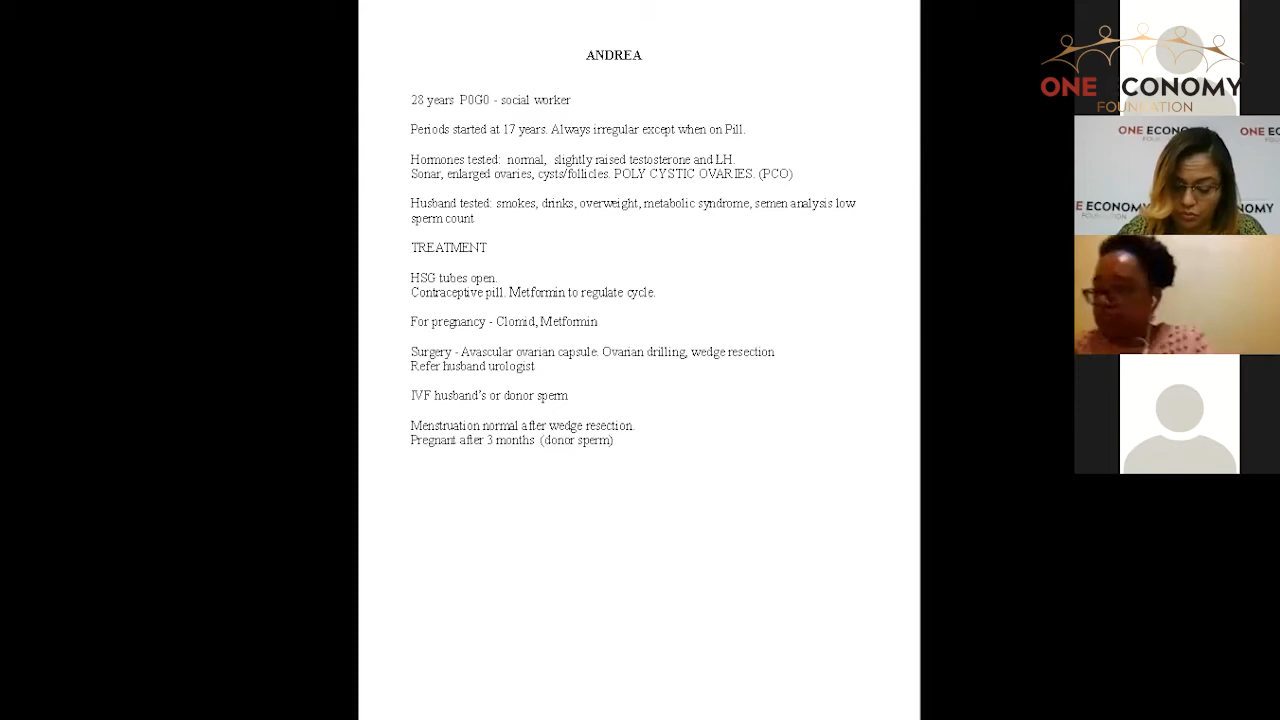 ANDREA
28 years P0G0 - social worker
Periods started at 17 years. Always irregular except when on Pill.
Hormones tested: normal, slightly raised testosterone and LH.
Sonar, enlarged ovaries, cysts/follicles. POLY CYSTIC OVARIES. (PCO)
Husband tested: smokes, drinks, overweight, metabolic syndrome, semen analysis low
sperm count
TREATMENT
HSG tubes open.
Contraceptive pill. Metformin to regulate cycle.
For pregnancy - Clomid, Metformin
Surgery - Avascular ovarian capsule. Ovarian drilling, wedge resection
Refer husband urologist
IVF husband's or donor sperm
Menstruation normal after wedge resection.
Pregnant after 3 months (donor sperm)
ONE CONOMY
FOUNDATION
ONE ECONOMY
FOUNDATION
ONE EC
NE ECONOMY
FOUNDATION
NOMY